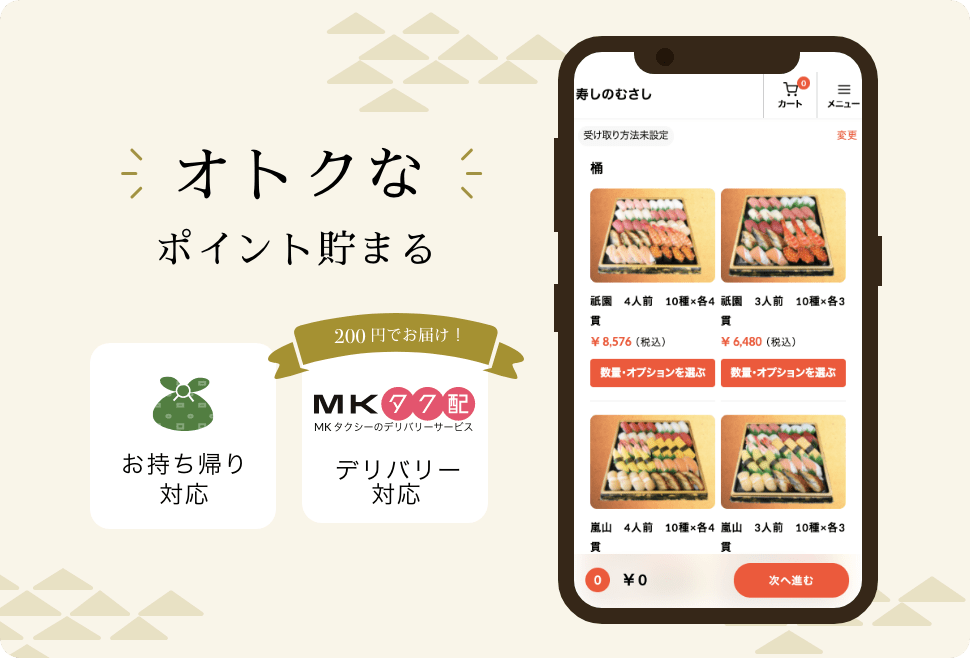 オトクな
ポイント貯まる
お持ち帰り
対応
200円でお届け！
MKタク配
MKタクシーのデリバリーサービス
デリバリー
対応
寿しのむさし
0
カート
メニュー
受け取り方法未設定
変更
桶
祇園　4人前　10種×各4
貫
¥8,576（税込）
数量・オプションを選ぶ
祇園　3人前　10種×各3
貫
¥6,480（税込）
数量・オプションを選ぶ
嵐山　4人前　10種×各4
貫
嵐山　3人前　10種×各3
貫
0
¥0
次へ進む